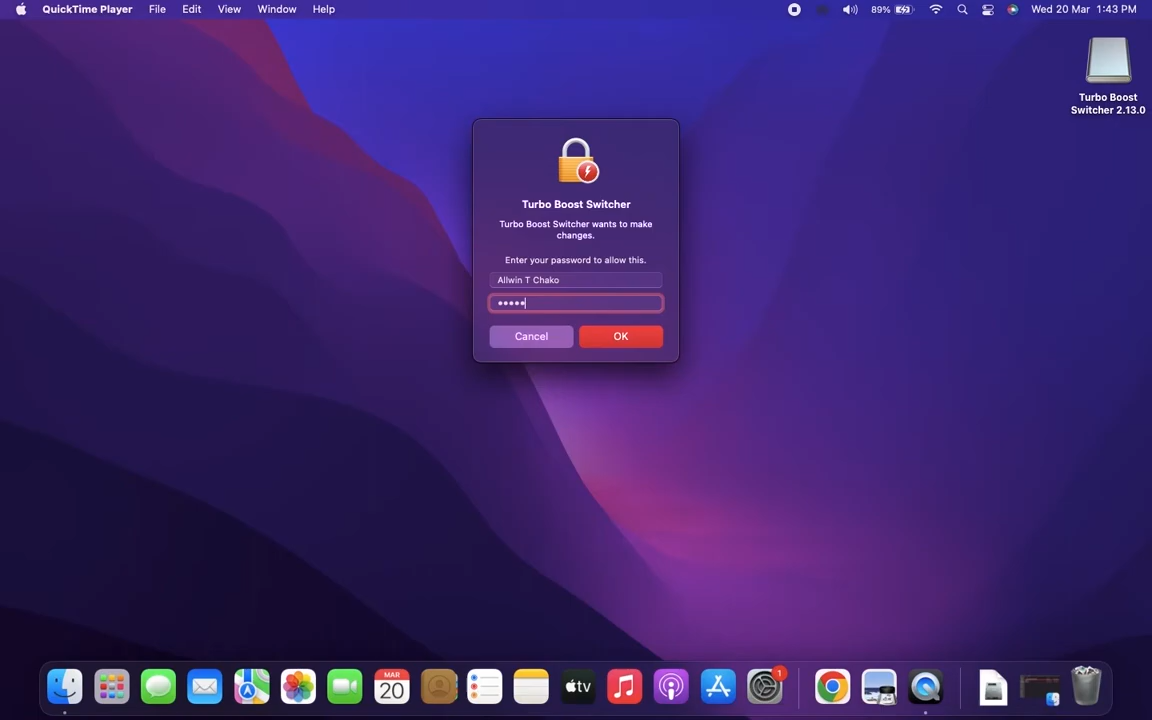 QuickTime Player File Edit View Window Help 89% Wed 20 Mar 1:43 PM
Turbo Boost
Switcher 2.13.0
Turbo Boost Switcher
Turbo Boost Switcher wants to make
changes.
Enter your password to allow this.
Allwin T Chako
•••••
Cancel OK
MAR
20
tv
1